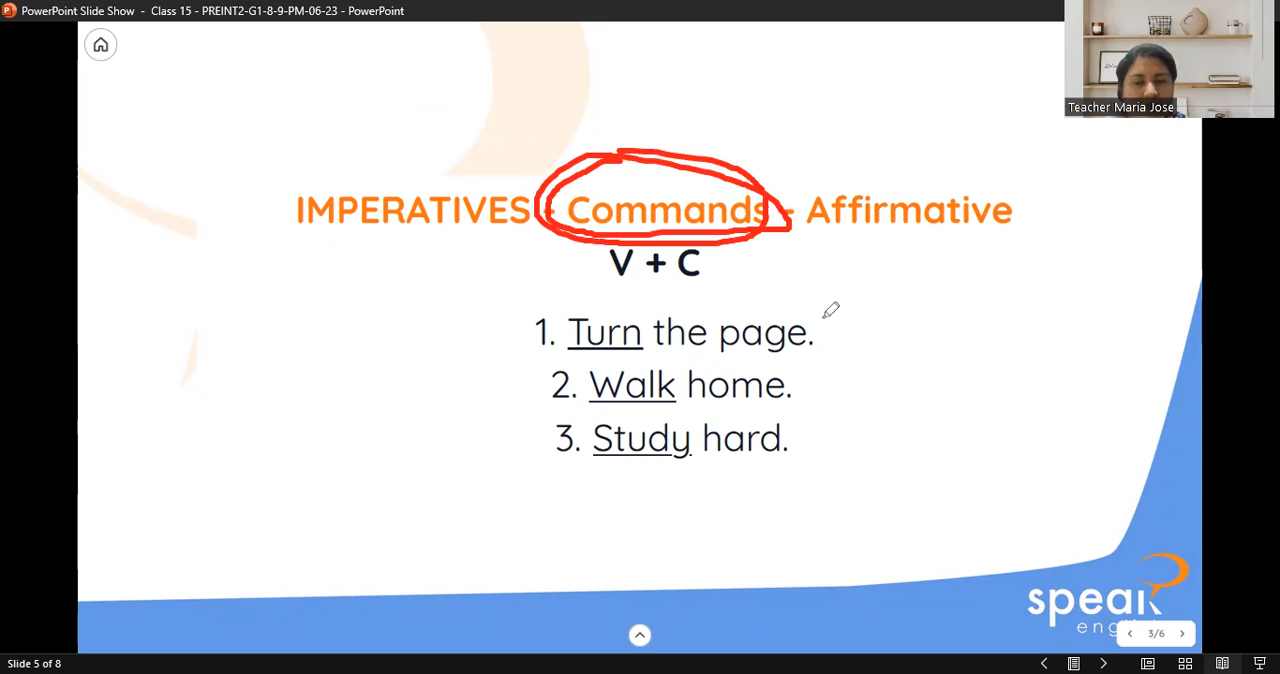 PowerPoint Slide Show - Class 15 - PREINT2-G1-8-9-PM-06-23 - PowerPoint
Teacher Maria Jose
IMPERATIVES - Commands - Affirmative
V + C
1. Turn the page.
2. Walk home.
3. Study hard.
speak
eng
3/6
Slide 5 of 8